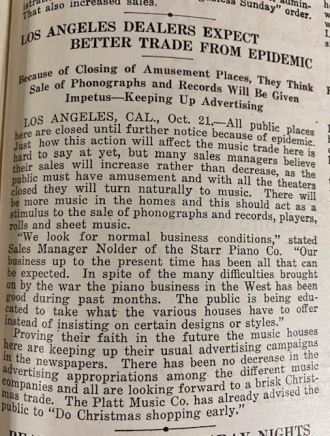 That also increased sales.
Sunday" order.
LOS ANGELES DEALERS EXPECT
BETTER TRADE FROM EPIDEMIC
Because of Closing of Amusement Places, They Think
Sale of Phonographs and Records Will Be Given
Impetus—Keeping Up Advertising
LOS ANGELES, CAL., Oct. 21.—All public places
here are closed until further notice because of epidemic.
Just how this action will affect the music trade here is
hard to say at yet, but many sales managers believe
their sales will increase rather than decrease, as the
public must have amusement and with all the theaters
closed they will turn naturally to music. There will
be more music in the homes and this should act as a
stimulus to the sale of phonographs and records, players,
rolls and sheet music.
"We look for normal business conditions," stated
Sales Manager Nolder of the Starr Piano Co. "Our
business up to the present time has been all that can
be expected. In spite of the many difficulties brought
on by the war the piano business in the West has been
good during past months. The public is being edu-
cated to take what the various houses have to offer
instead of insisting on certain designs or styles."
Proving their faith in the future the music houses
here are keeping up their usual advertising campaigns
in the newspapers. There has been no decrease in the
advertising appropriations among the different music
companies and all are looking forward to a brisk Christ-
mas trade. The Platt Music Co. has already advised the
public to "Do Christmas shopping early."
NIGHTS